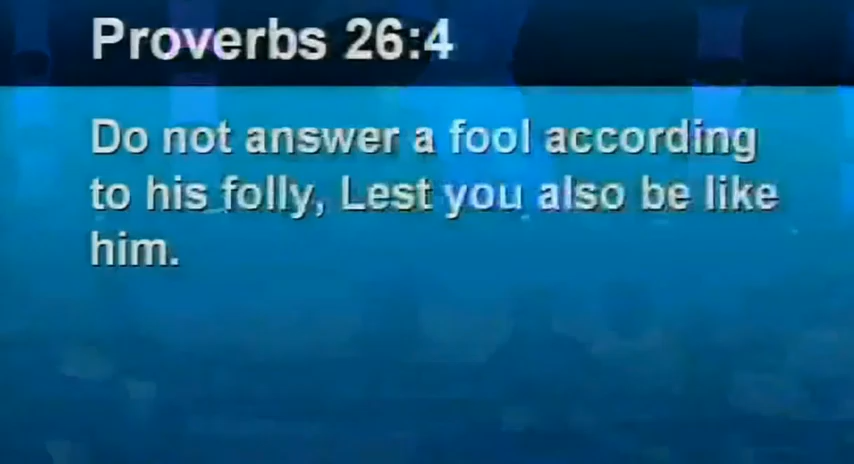 Proverbs 26:4
Do not answer a fool according
to his folly, Lest you also be like
him.